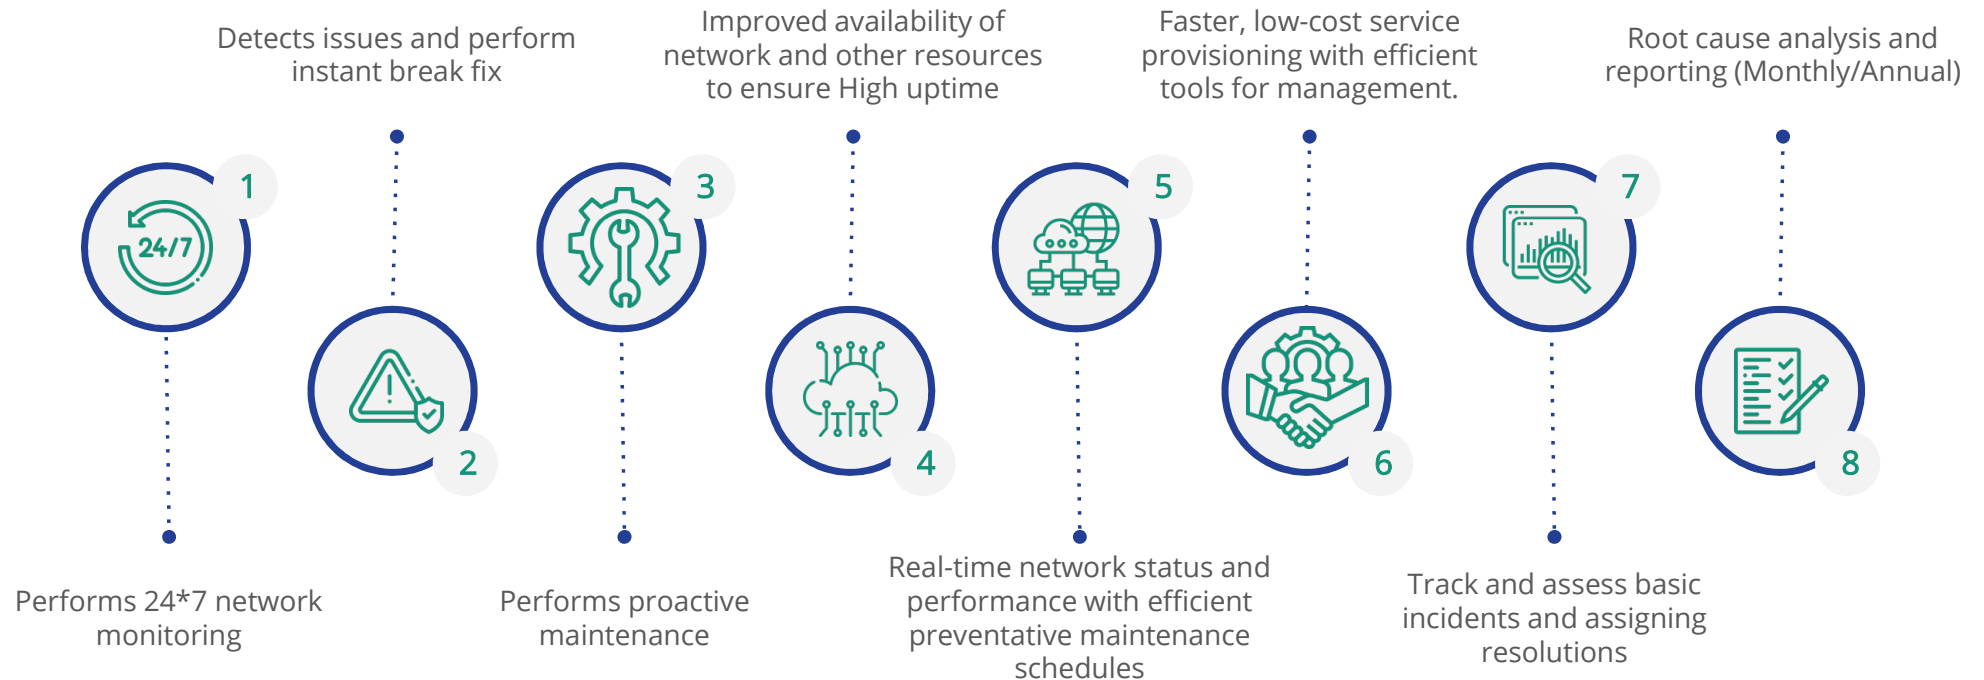 1
24/7
Performs 24*7 network
monitoring
Detects issues and perform
instant break fix
2
3
Performs proactive
maintenance
Improved availability of
network and other resources
to ensure High uptime
4
5
Real-time network status and
performance with efficient
preventative maintenance
schedules
Faster, low-cost service
provisioning with efficient
tools for management.
6
7
Track and assess basic
incidents and assigning
resolutions
Root cause analysis and
reporting (Monthly/Annual)
8